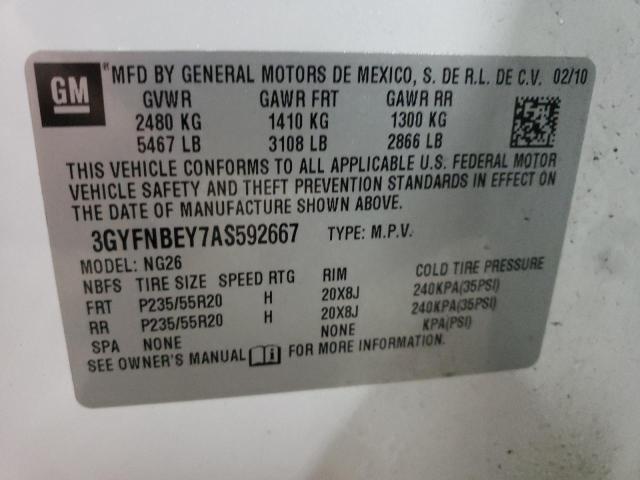 GM ® MFD BY GENERAL MOTORS DE MEXICO, S. DE R.L. DE C.V. 02/10
GVWR GAWR FRT GAWR RR
2480 KG 1410 KG 1300 KG
5467 LB 3108 LB 2866 LB
THIS VEHICLE CONFORMS TO ALL APPLICABLE U.S. FEDERAL MOTOR
VEHICLE SAFETY AND THEFT PREVENTION STANDARDS IN EFFECT ON
THE DATE OF MANUFACTURE SHOWN ABOVE.
3GYFNBEY7AS592667 TYPE: M.P.V.
MODEL: NG26
NBFS TIRE SIZE SPEED RTG RIM COLD TIRE PRESSURE
FRT P235/55R20 H 20X8J 240KPA(35PSI)
RR P235/55R20 H 20X8J 240KPA(35PSI)
SPA NONE NONE KPA(PSI)
SEE OWNER'S MANUAL FOR MORE INFORMATION.